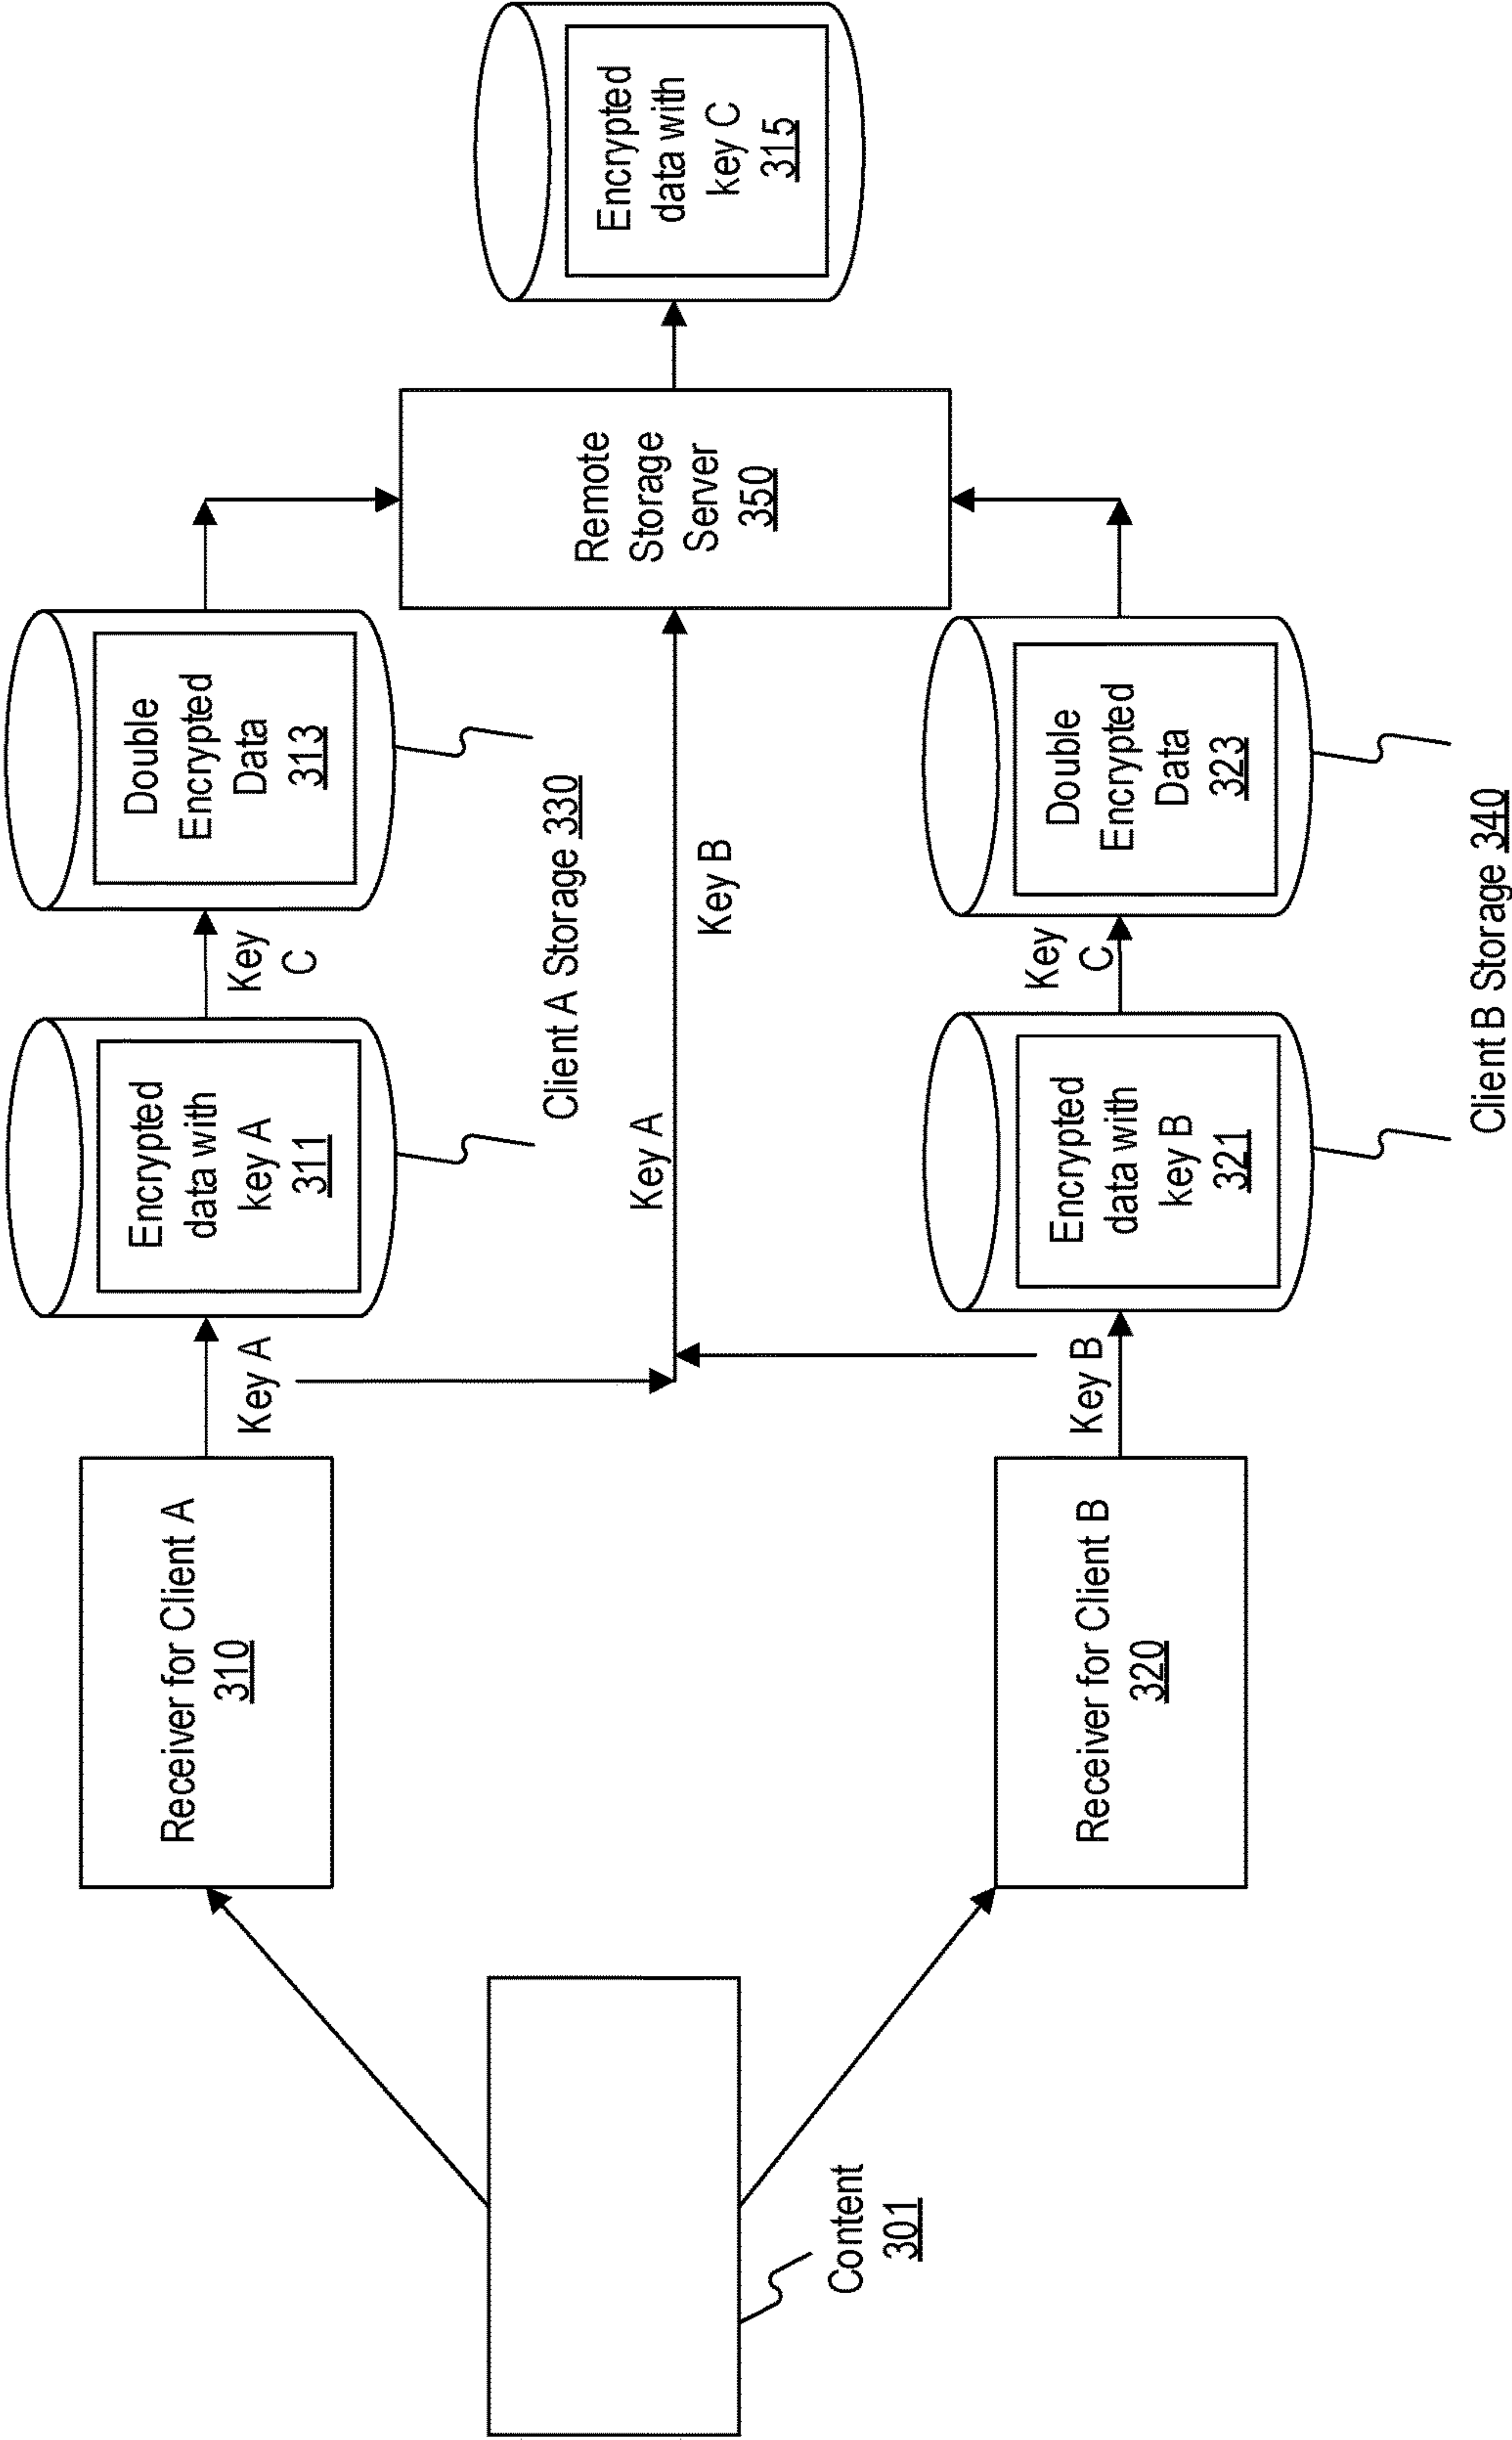 Content
301
Receiver for Client A
310
Key A
Encrypted
data with
key A
311
Key
C
Double
Encrypted
Data
313
Client A Storage 330
Key A
Key B
Receiver for Client B
320
Key B
Encrypted
data with
key B
321
Key
C
Double
Encrypted
Data
323
Client B Storage 340
Remote
Storage
Server
350
Encrypted
data with
key C
315